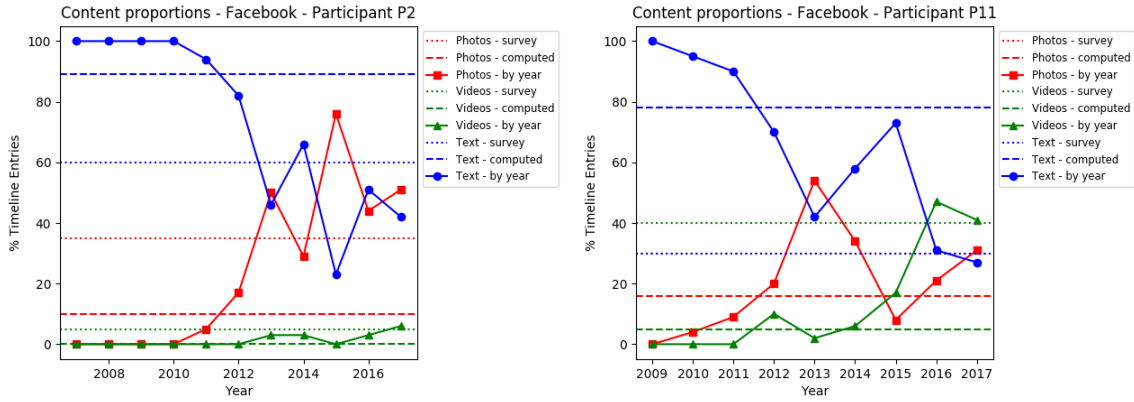 Content proportions - Facebook - Participant P2
100
80
60
40
20
0
% Timeline Entries
2008
2010
2012
2014
2016
Year
Photos - survey
Photos - computed
Photos - by year
Videos - survey
Videos - computed
Videos - by year
Text - survey
Text - computed
Text - by year
Content proportions - Facebook - Participant P11
100
80
60
40
20
0
% Timeline Entries
2009
2010
2011
2012
2013
2014
2015
2016
2017
Year
Photos - survey
Photos - computed
Photos - by year
Videos - survey
Videos - computed
Videos - by year
Text - survey
Text - computed
Text - by year